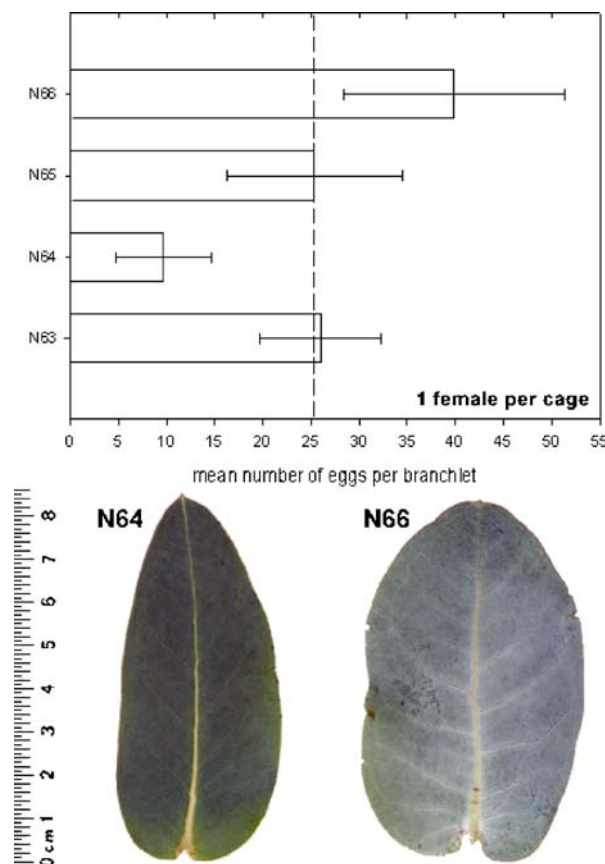 N66
N65
N64
N63
1 female per cage
0 5 10 15 20 25 30 35 40 45 50 55
mean number of eggs per branchlet
N64 N66
8
7
6
5
4
3
2
1
0 cm